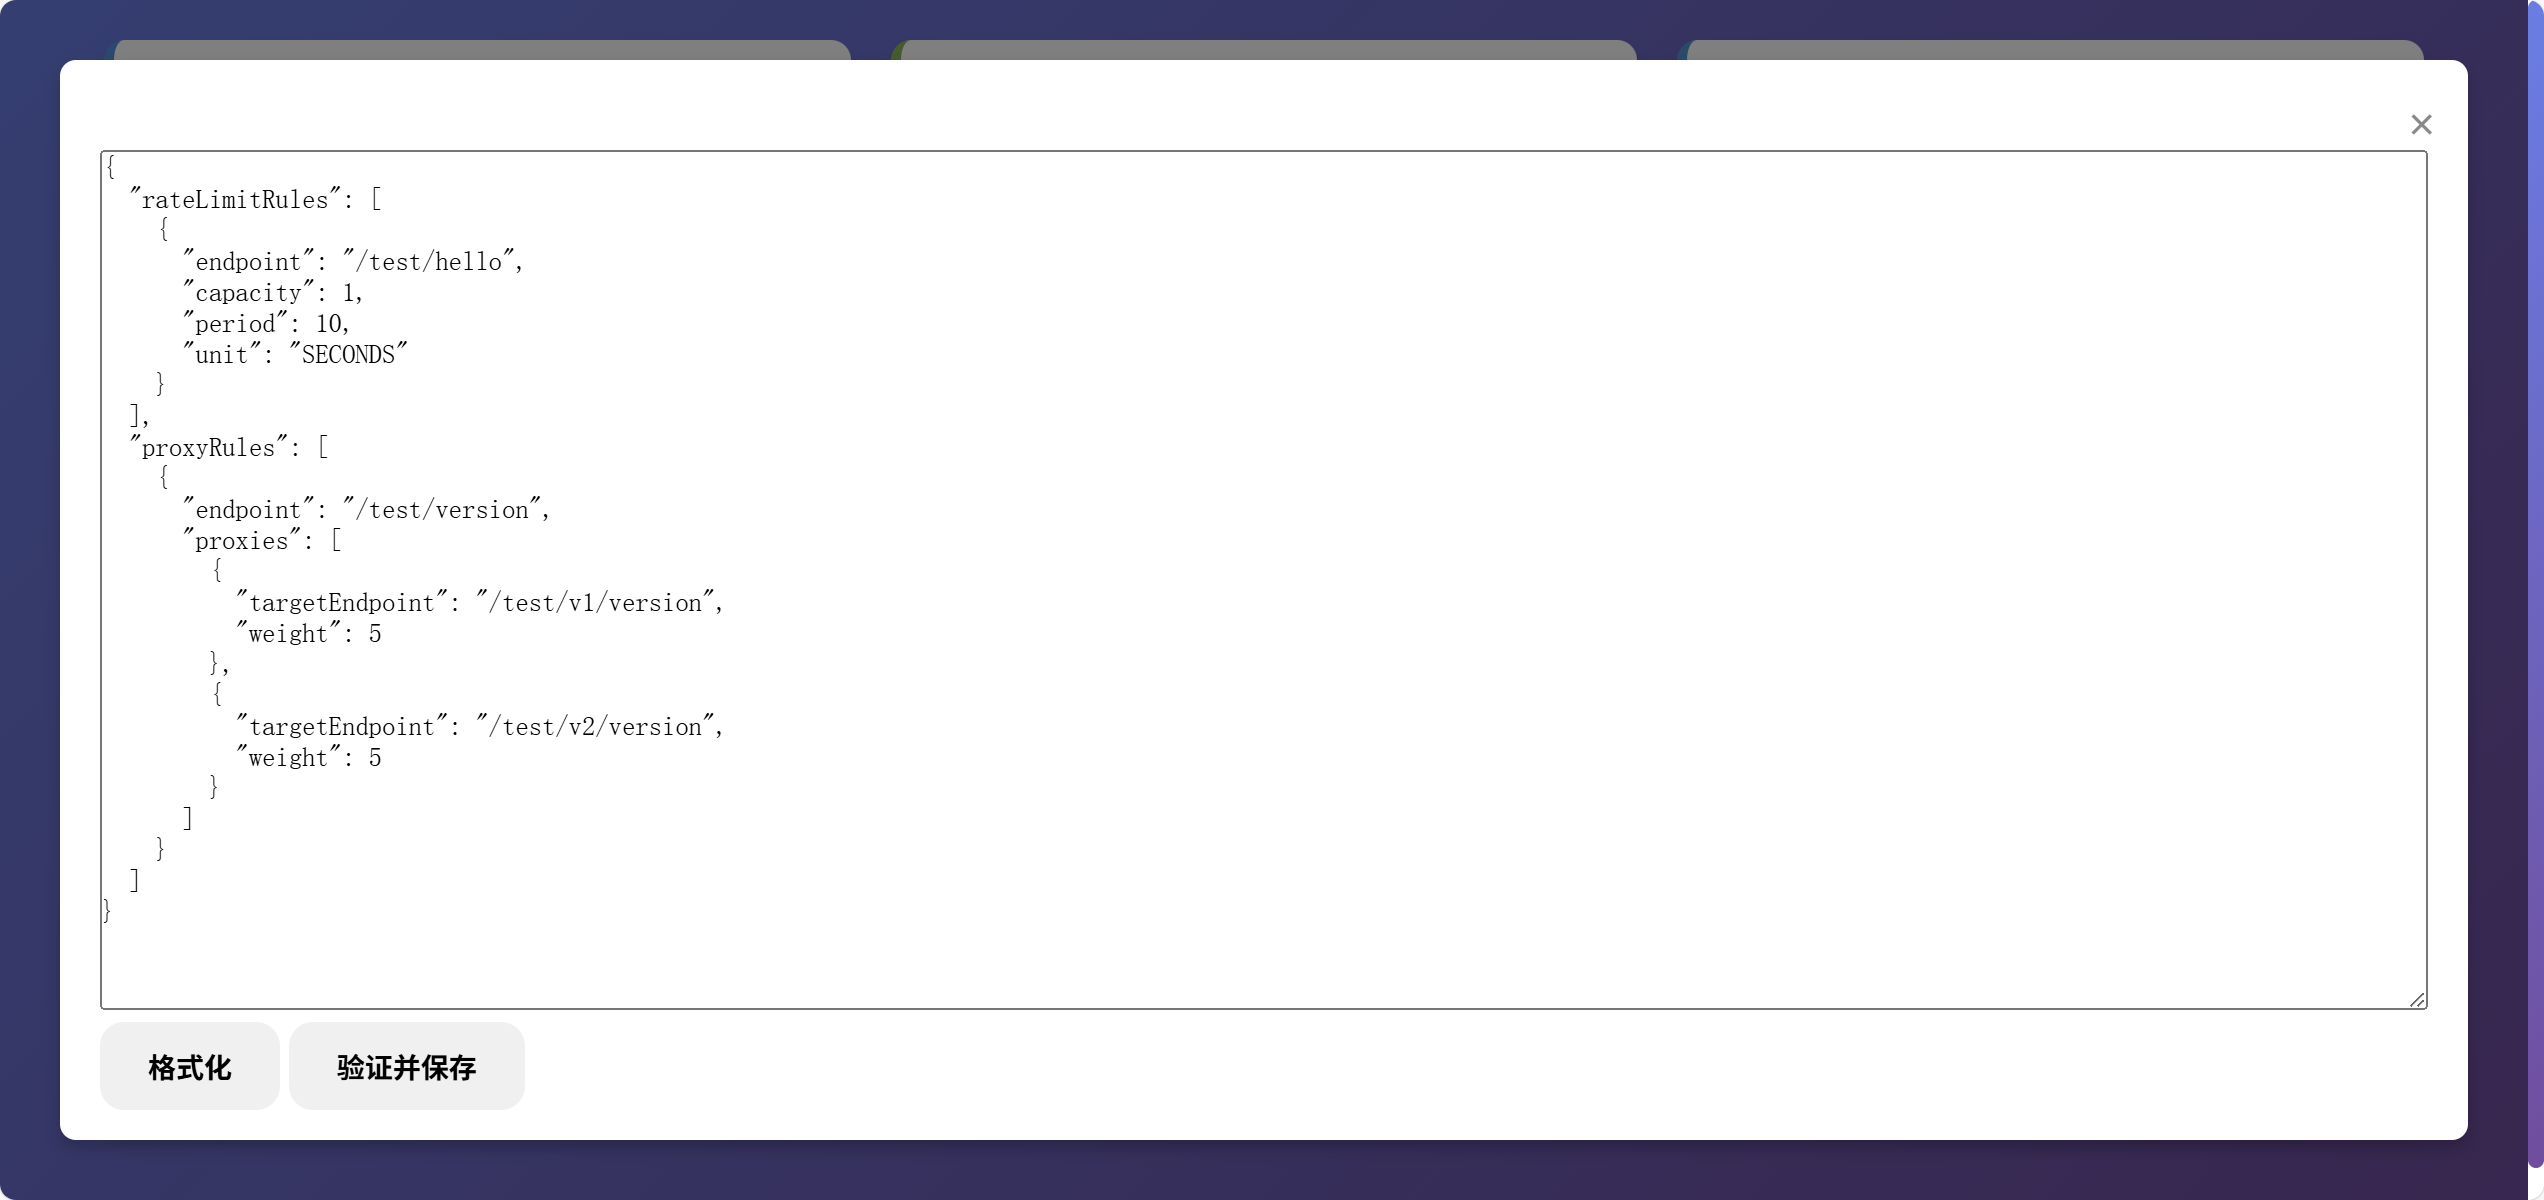 {
  "rateLimitRules": [
    {
      "endpoint": "/test/hello",
      "capacity": 1,
      "period": 10,
      "unit": "SECONDS"
    }
  ],
  "proxyRules": [
    {
      "endpoint": "/test/version",
      "proxies": [
        {
          "targetEndpoint": "/test/v1/version",
          "weight": 5
        },
        {
          "targetEndpoint": "/test/v2/version",
          "weight": 5
        }
      ]
    }
  ]
}
格式化 验证并保存